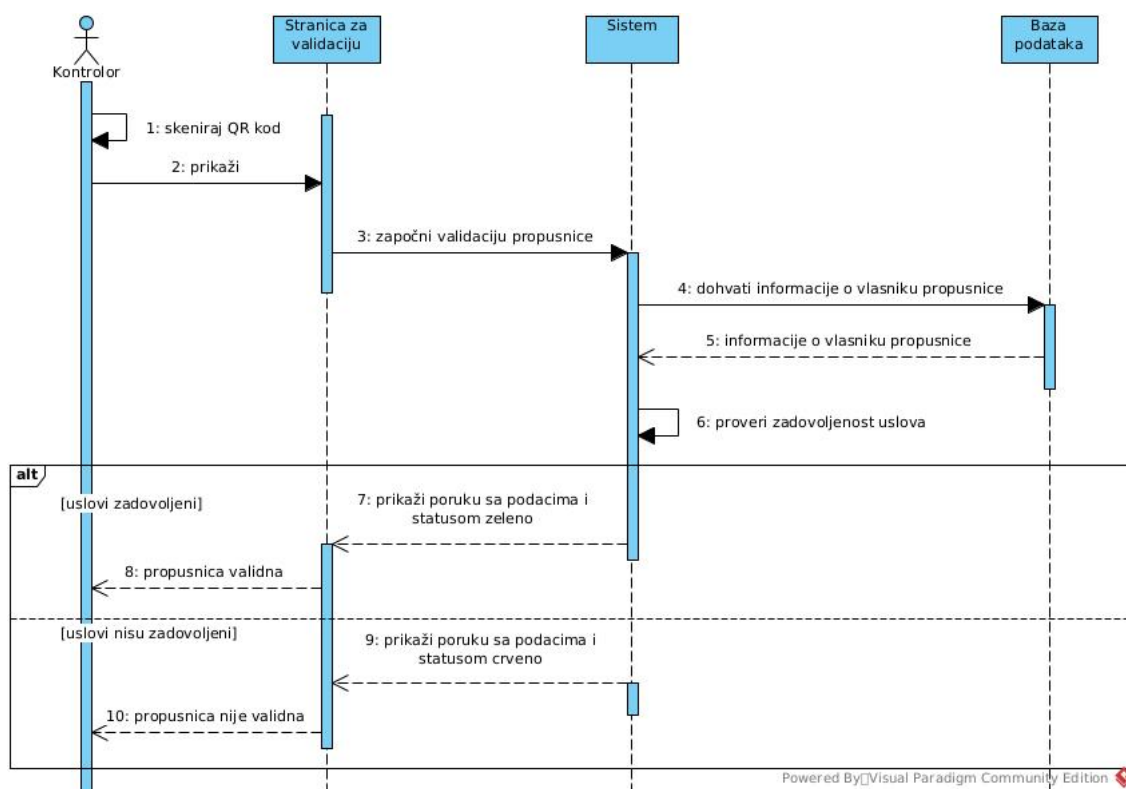 Stranica za
validaciju
Sistem
Baza
podataka
Kontrolor
1: skeniraj QR kod
2: prikaži
3: započni validaciju propusnice
4: dohvati informacije o vlasniku propusnice
5: informacije o vlasniku propusnice
6: proveri zadovoljenost uslova
alt
[uslovi zadovoljeni]
7: prikaži poruku sa podacima i
statusom zeleno
8: propusnica validna
[uslovi nisu zadovoljeni]
9: prikaži poruku sa podacima i
statusom crveno
10: propusnica nije validna
Powered By Visual Paradigm Community Edition